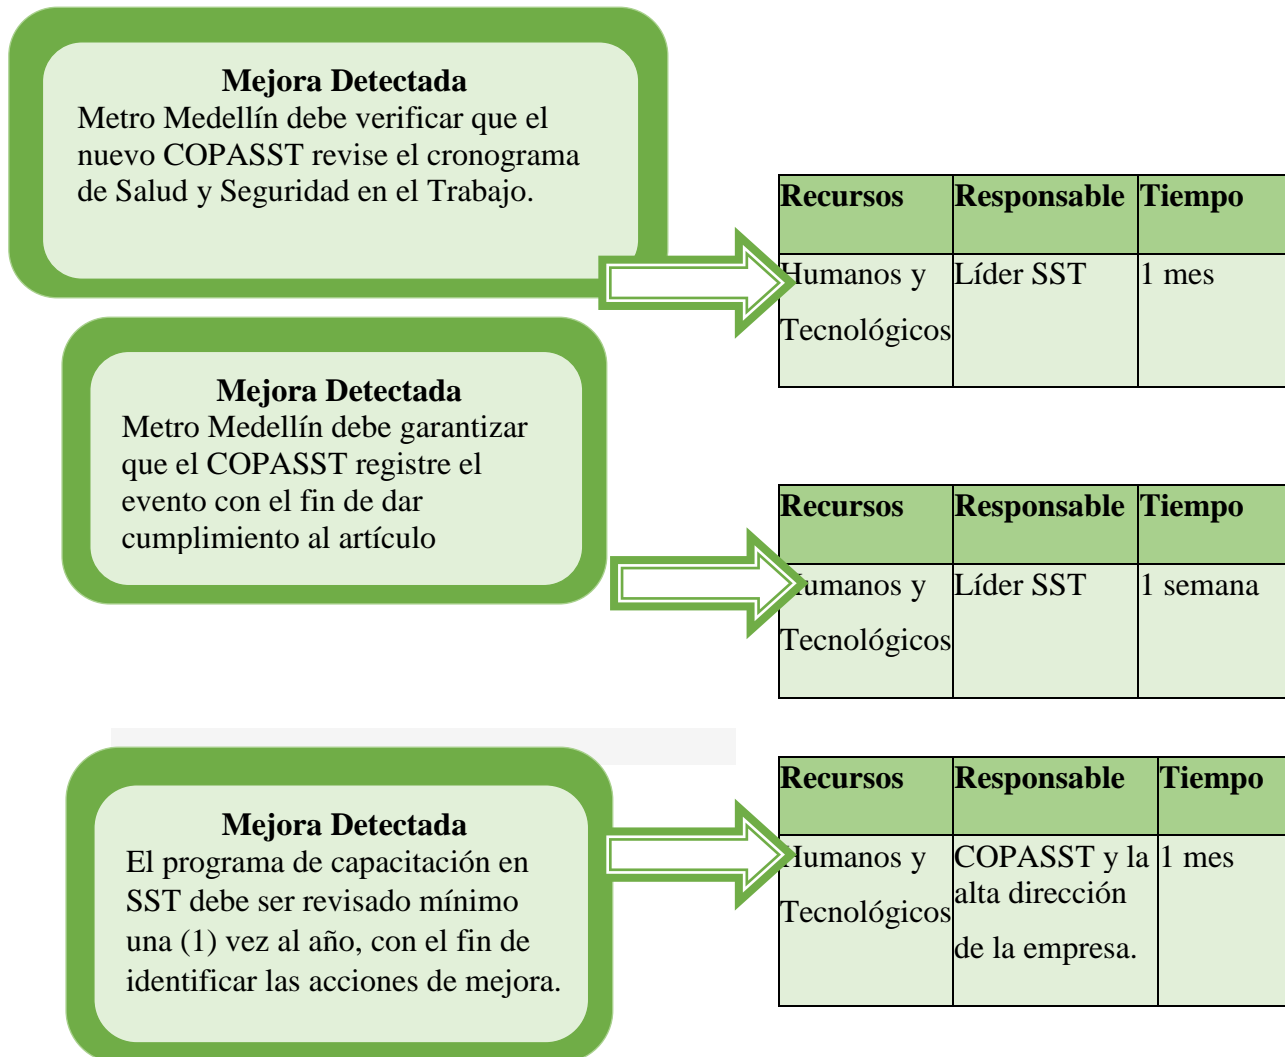 Mejora Detectada
Metro Medellín debe verificar que el
nuevo COPASST revise el cronograma
de Salud y Seguridad en el Trabajo.
Recursos Responsable Tiempo
Humanos y Líder SST 1 mes
Tecnológicos
Mejora Detectada
Metro Medellín debe garantizar
que el COPASST registre el
evento con el fin de dar
cumplimiento al artículo
Recursos Responsable Tiempo
Humanos y Líder SST 1 semana
Tecnológicos
Mejora Detectada
El programa de capacitación en
SST debe ser revisado mínimo
una (1) vez al año, con el fin de
identificar las acciones de mejora.
Recursos Responsable Tiempo
Humanos y COPASST y la 1 mes
Tecnológicos alta dirección
de la empresa.